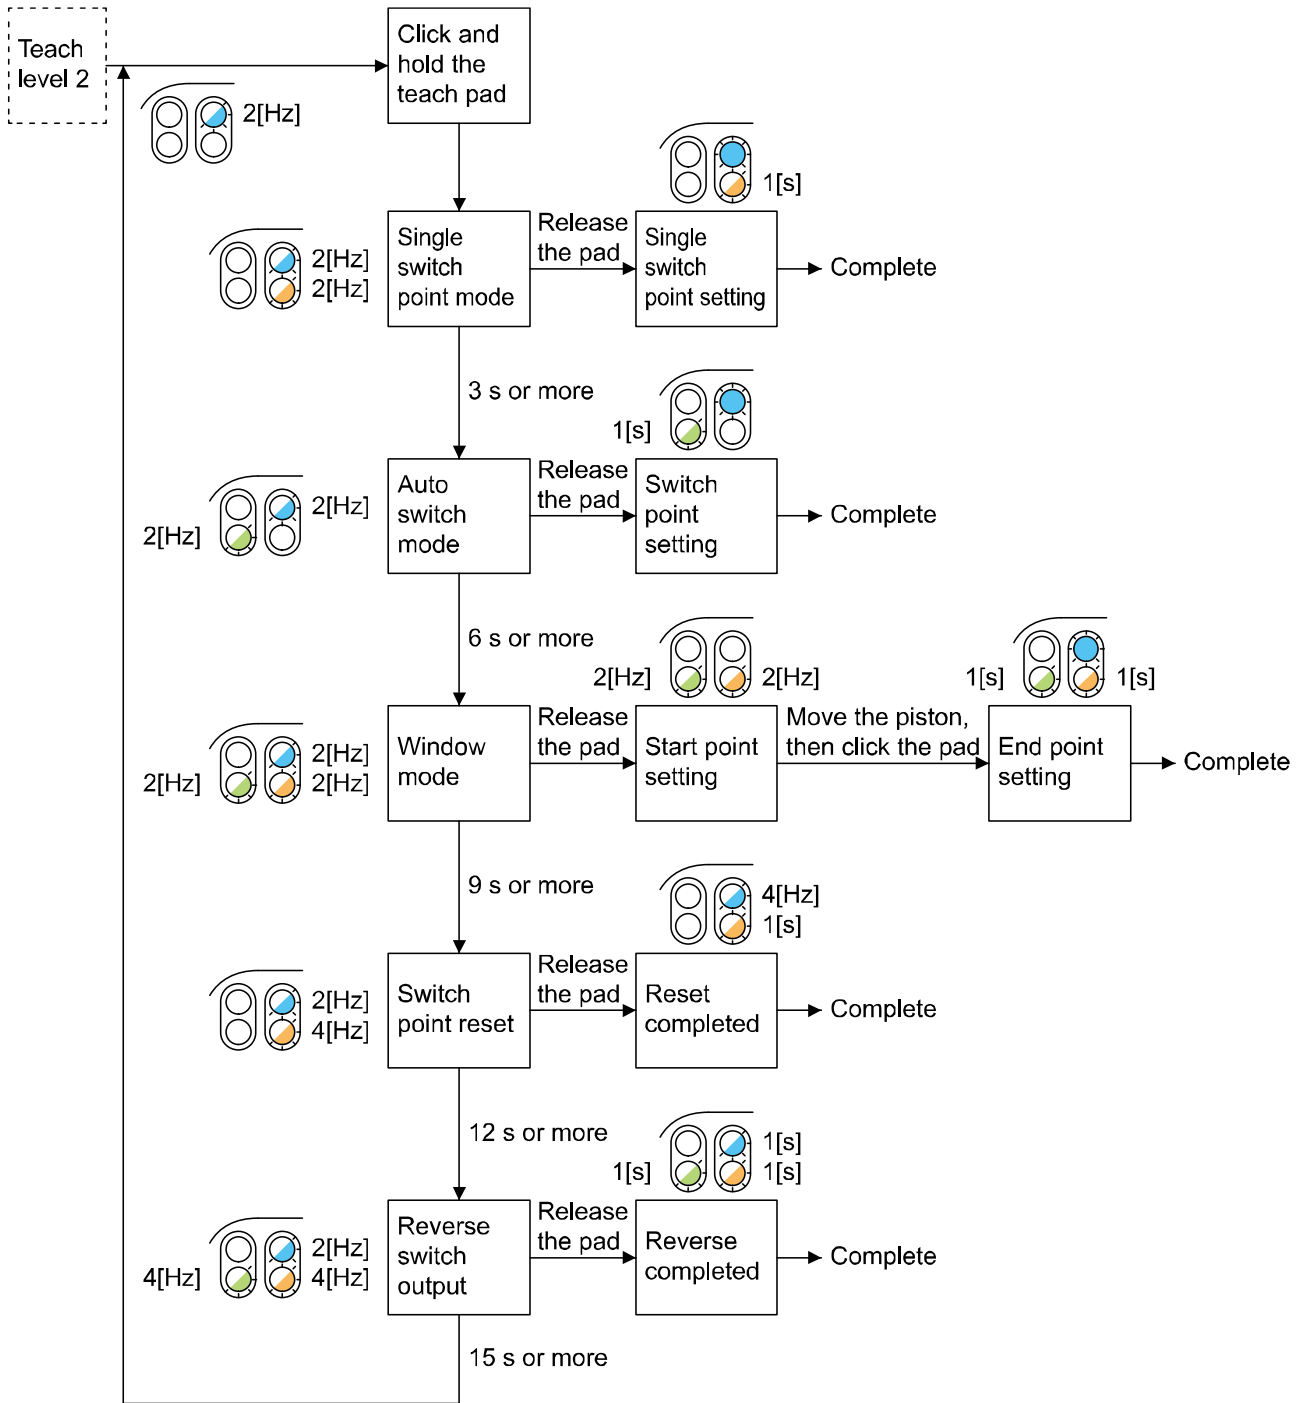 Teach
level 2
Click and
hold the
teach pad
2[Hz]
1[s]
2[Hz]
2[Hz]
Single
switch
point mode
Release
the pad
Single
switch
point setting
Complete
3 s or more
1[s]
2[Hz]
2[Hz]
Auto
switch
mode
Release
the pad
Switch
point
setting
Complete
6 s or more
2[Hz]
2[Hz]
1[s]
1[s]
2[Hz]
2[Hz]
2[Hz]
Window
mode
Release
the pad
Start point
setting
Move the piston,
then click the pad
End point
setting
Complete
9 s or more
4[Hz]
1[s]
2[Hz]
4[Hz]
Switch
point reset
Release
the pad
Reset
completed
Complete
12 s or more
1[s]
1[s]
1[s]
2[Hz]
4[Hz]
4[Hz]
Reverse
switch
output
Release
the pad
Reverse
completed
Complete
15 s or more